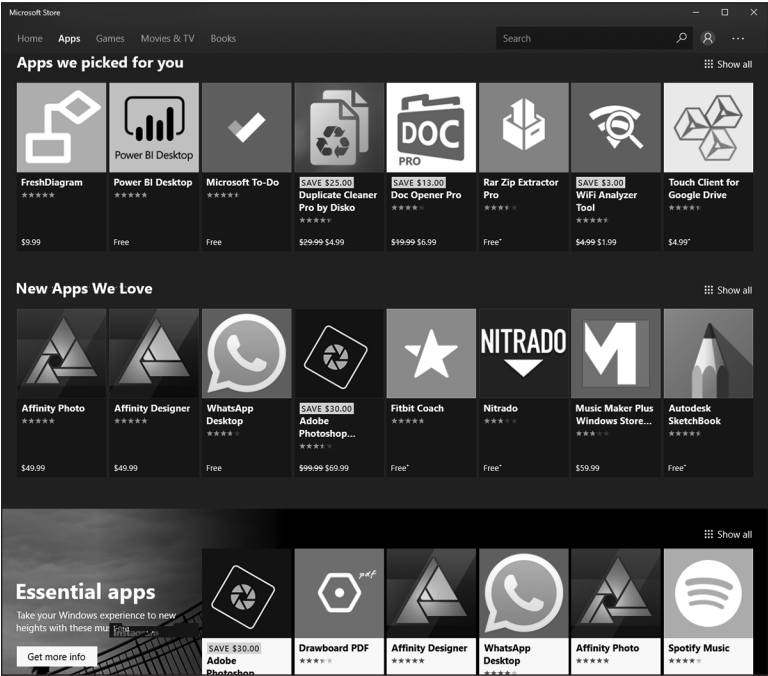 Microsoft Store
Home Apps Games Movies & TV Books Search
Apps we picked for you Show all
Power BI Desktop
DOC
PRO
FreshDiagram
Power BI Desktop
Microsoft To-Do
SAVE $25.00
Duplicate Cleaner
Pro by Disko
SAVE $13.00
Doc Opener Pro
Rar Zip Extractor
Pro
SAVE $3.00
WiFi Analyzer
Tool
Touch Client for
Google Drive
$9.99
Free
Free
$29.99 $4.99
$19.99 $6.99
Free*
$4.99 $1.99
$4.99*
New Apps We Love Show all
NITRADO
Affinity Photo
Affinity Designer
WhatsApp
Desktop
SAVE $30.00
Adobe
Photoshop...
Fitbit Coach
Nitrado
Music Maker Plus
Windows Store...
Autodesk
SketchBook
$49.99
$49.99
Free
$99.99 $69.99
Free*
Free*
$59.99
Free*
Show all
Essential apps
Take your Windows experience to new
heights with these
Get more info
pdf
SAVE $30.00
Adobe
Photoshop
Drawboard PDF
Affinity Designer
WhatsApp
Desktop
Affinity Photo
Spotify Music